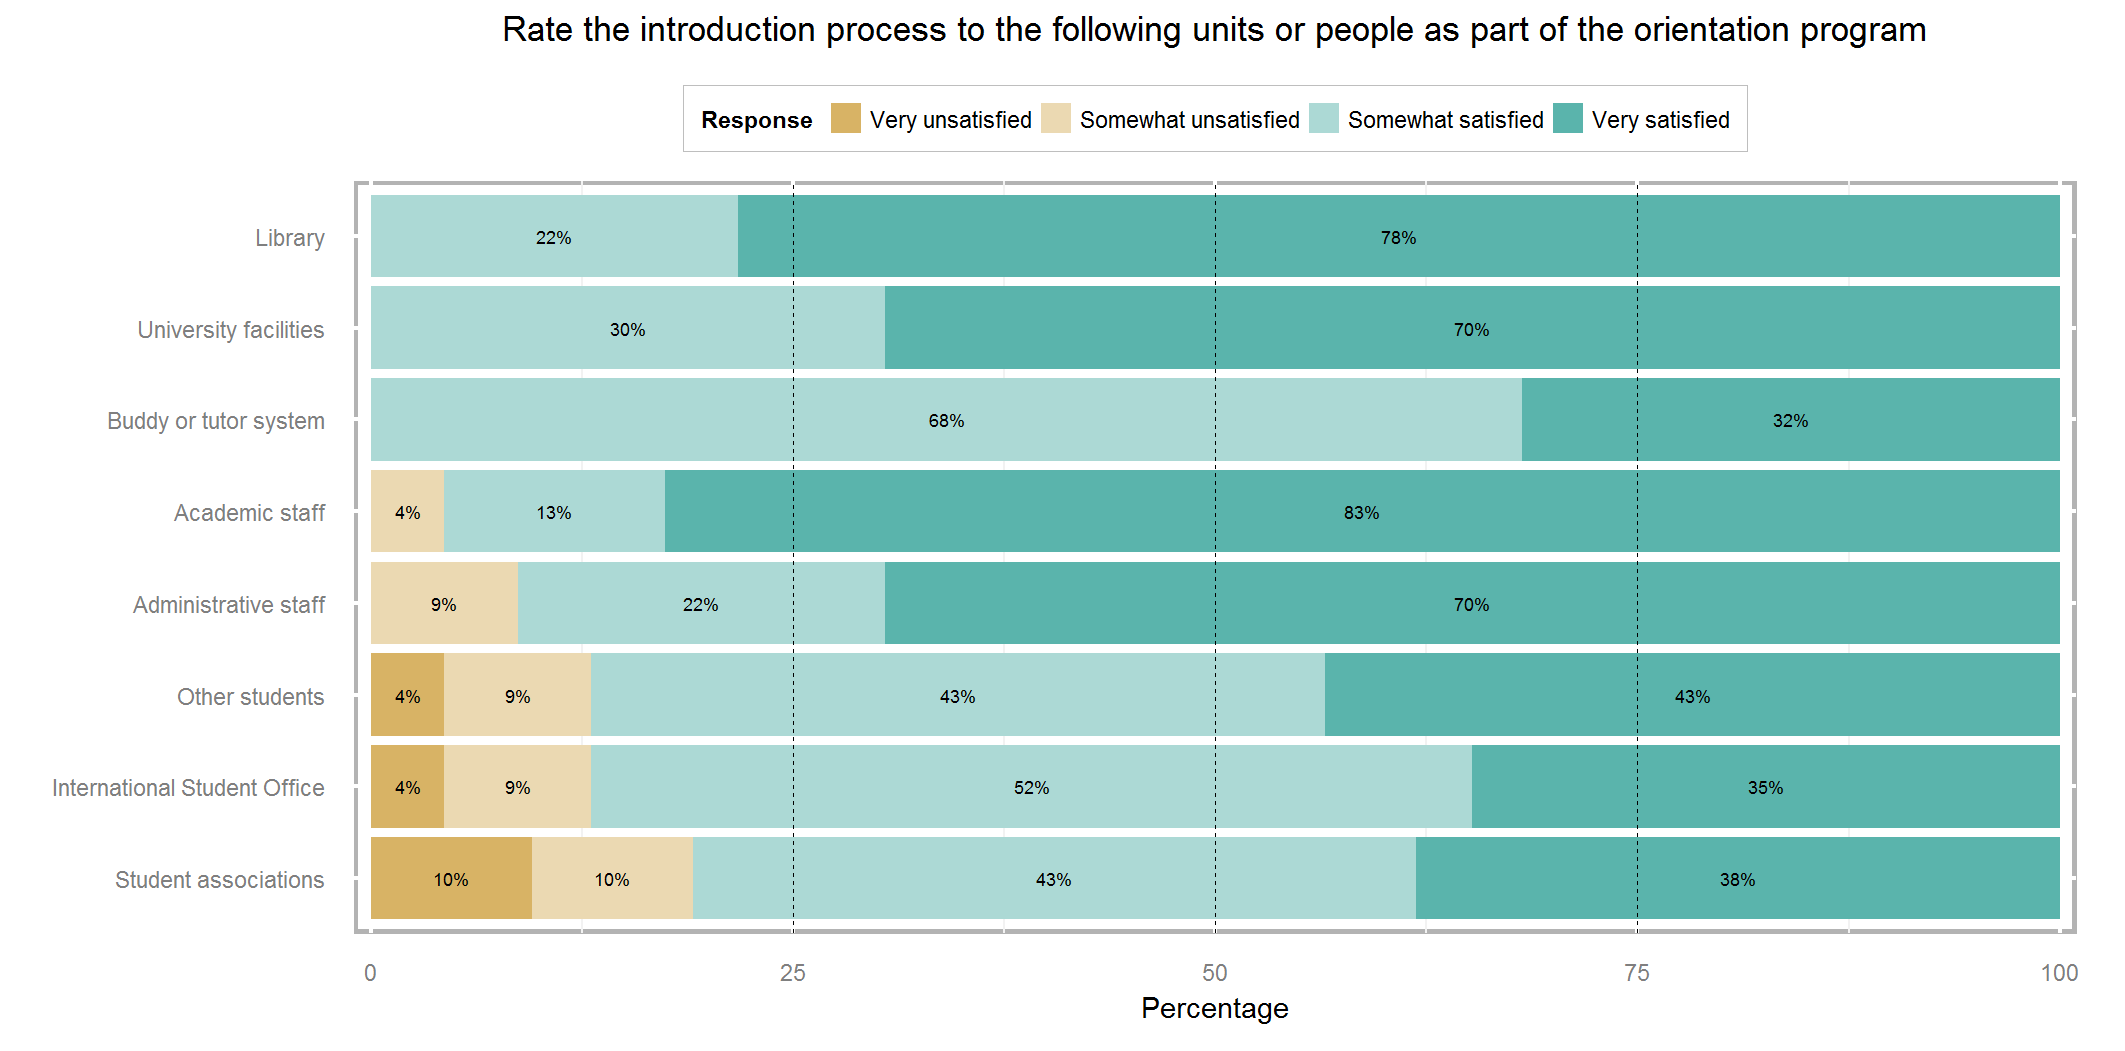 Rate the introduction process to the following units or people as part of the orientation program
Response Very unsatisfied Somewhat unsatisfied Somewhat satisfied Very satisfied
Library 22% 78%
University facilities 30% 70%
Buddy or tutor system 68% 32%
Academic staff 4% 13% 83%
Administrative staff 9% 22% 70%
Other students 4% 9% 43% 43%
International Student Office 4% 9% 52% 35%
Student associations 10% 10% 43% 38%
0 25 50 75 100
Percentage